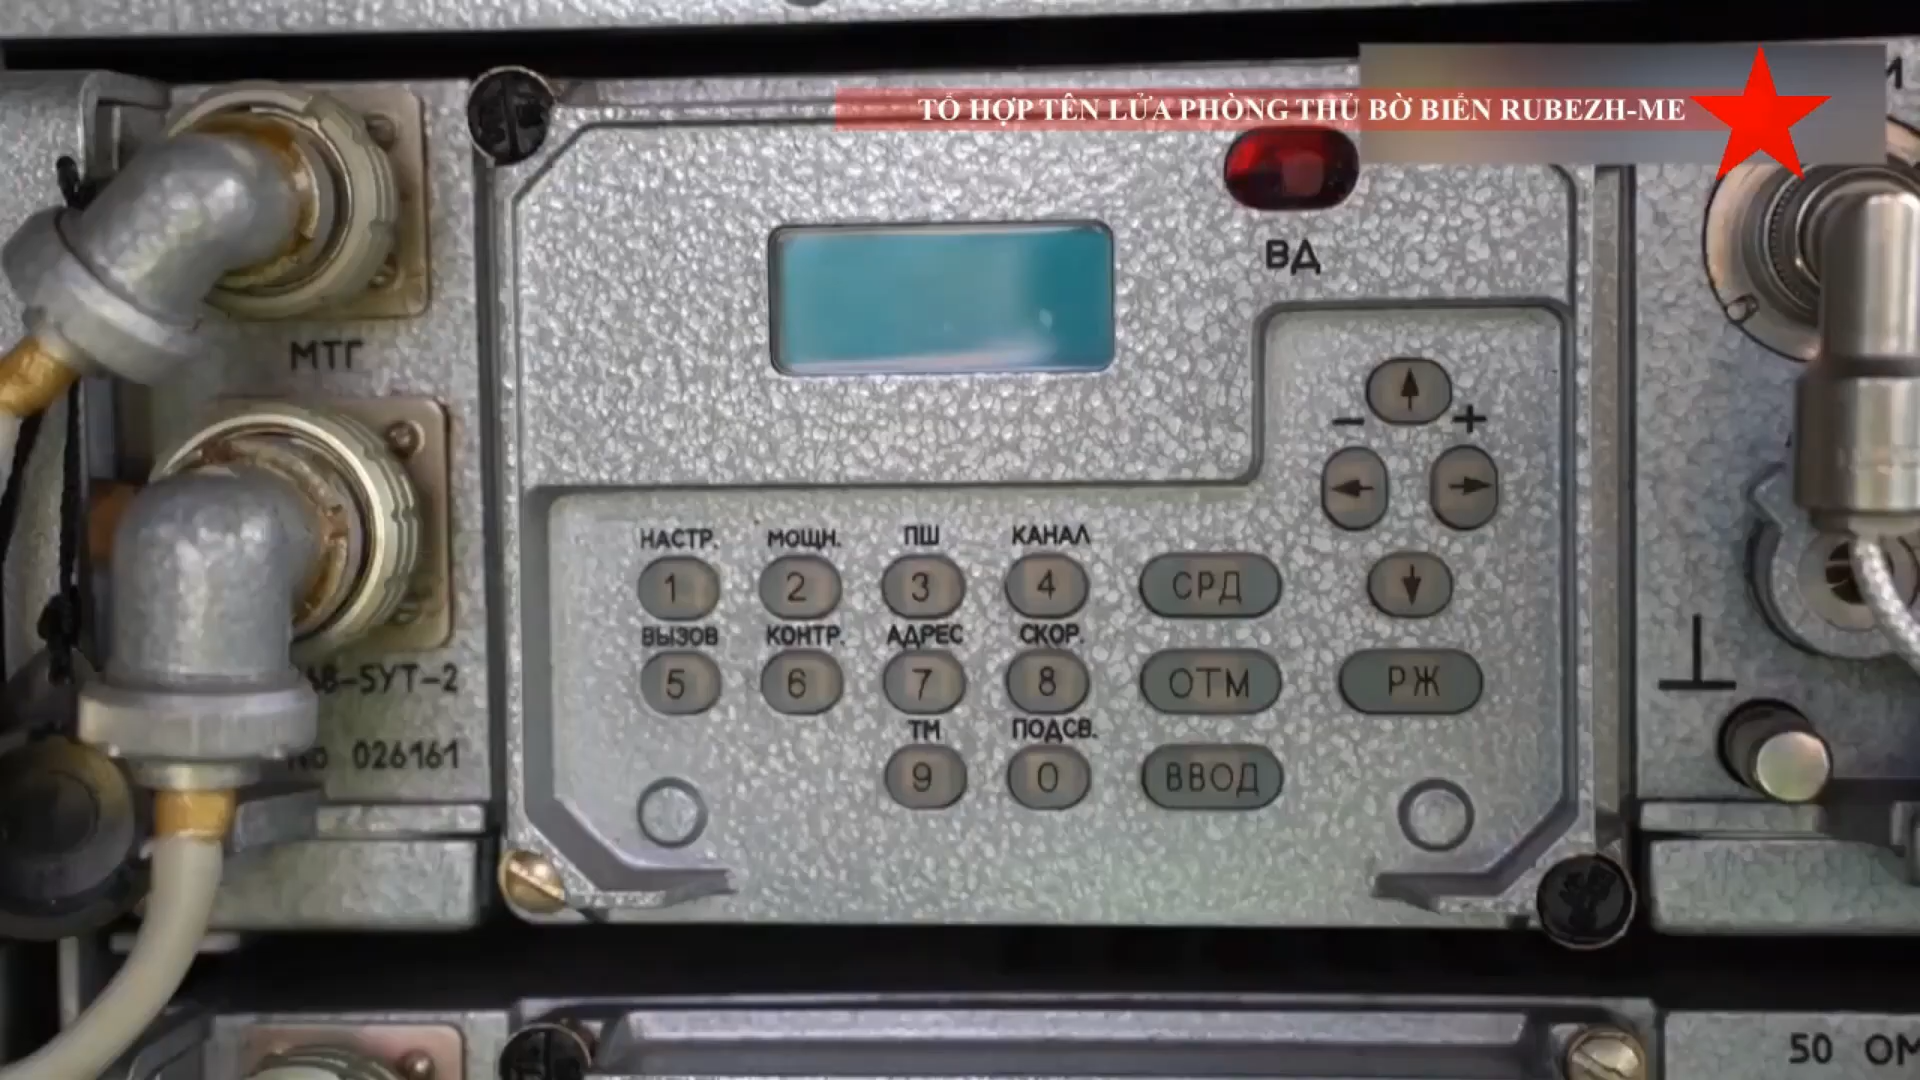 TỔ HỢP TÊN LỬA PHÒNG THỦ BỜ BIỂN RUBEZH-ME
ВД
МТГ
- +
НАСТР. МОЩН. ПШ КАНАЛ
1 2 3 4 СРД
ВЫЗОВ КОНТР. АДРЕС СКОР.
5 6 7 8 ОТМ РЖ
68-5УТ-2
ТМ ПОДСВ.
№ 026161
9 0 ВВОД
50 ОМ